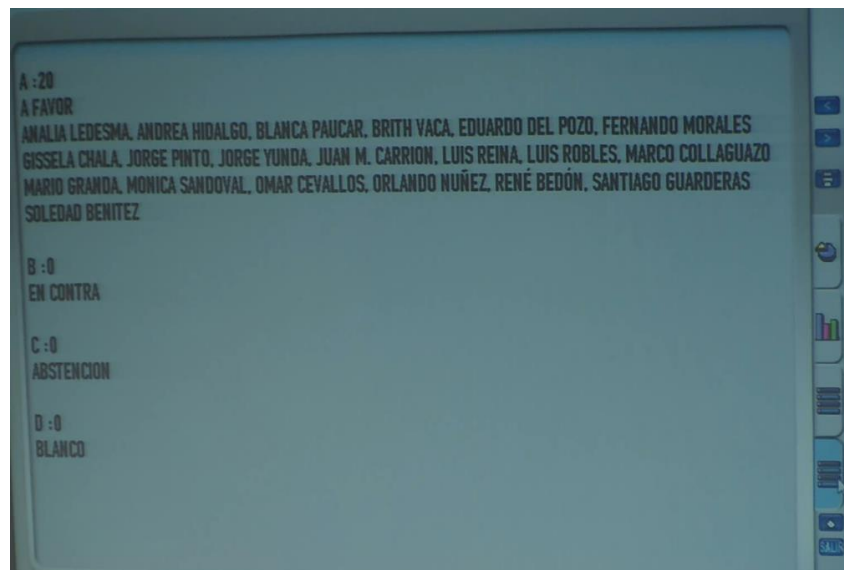 A :20
A FAVOR
ANALIA LEDESMA, ANDREA HIDALGO, BLANCA PAUCAR, BRITH VACA, EDUARDO DEL POZO, FERNANDO MORALES
GISSELA CHALA, JORGE PINTO, JORGE YUNDA, JUAN M. CARRION, LUIS REINA, LUIS ROBLES, MARCO COLLAGUAZO
MARIO GRANDA, MONICA SANDOVAL, OMAR CEVALLOS, ORLANDO NUÑEZ, RENÉ BEDÓN, SANTIAGO GUARDERAS
SOLEDAD BENITEZ
B :0
EN CONTRA
C :0
ABSTENCION
D :0
BLANCO
SALIR